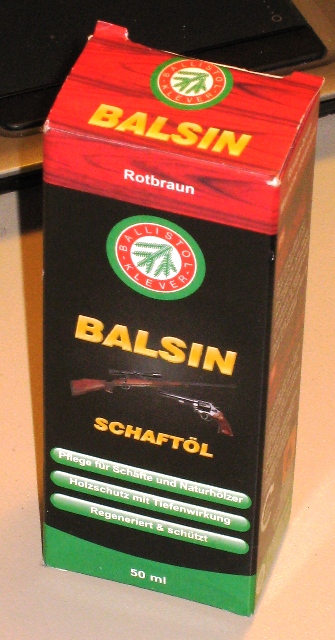 BALLISTOL
KLEVER
BALSIN
Rotbraun
BALLISTOL
KLEVER
BALSIN
SCHAFTÖL
Pflege für Schäfte und Naturhölzer
Holzschutz mit Tiefenwirkung
Regeneriert & schützt
50 ml